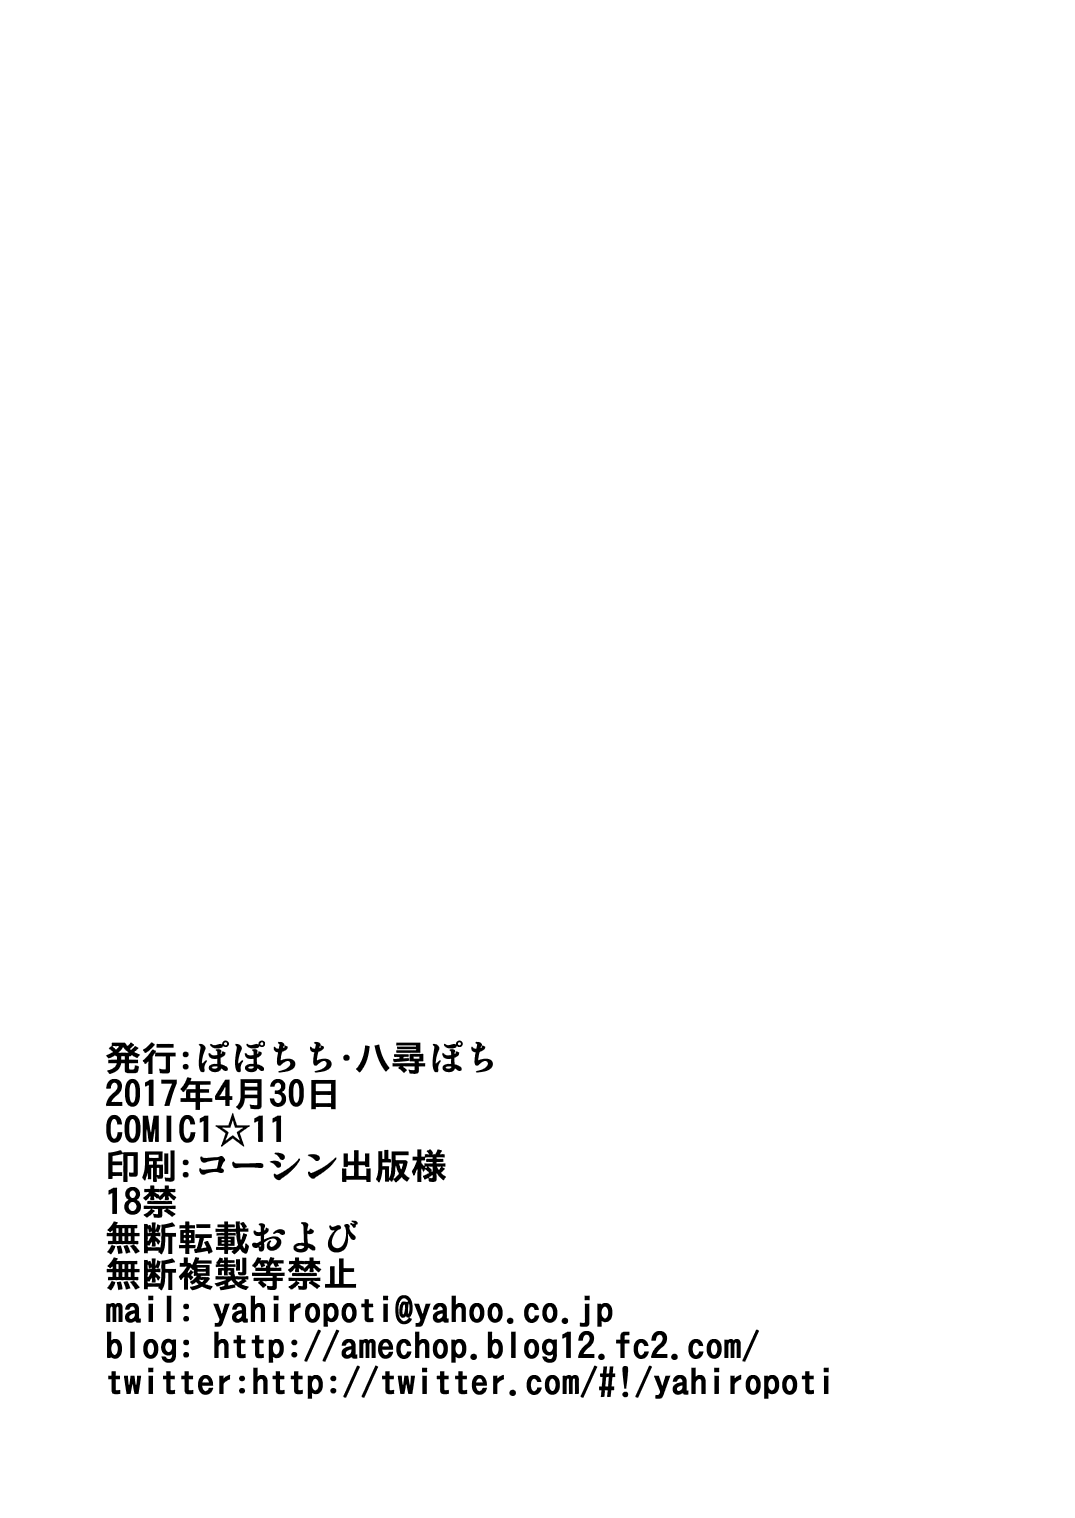 発行:ぽぽちち･八尋ぽち
2017年4月30日
COMIC1☆11
印刷:コーシン出版様
18禁
無断転載および
無断複製等禁止
mail: yahiropoti@yahoo.co.jp
blog: http://amechop.blog12.fc2.com/
twitter:http://twitter.com/#!/yahiropoti